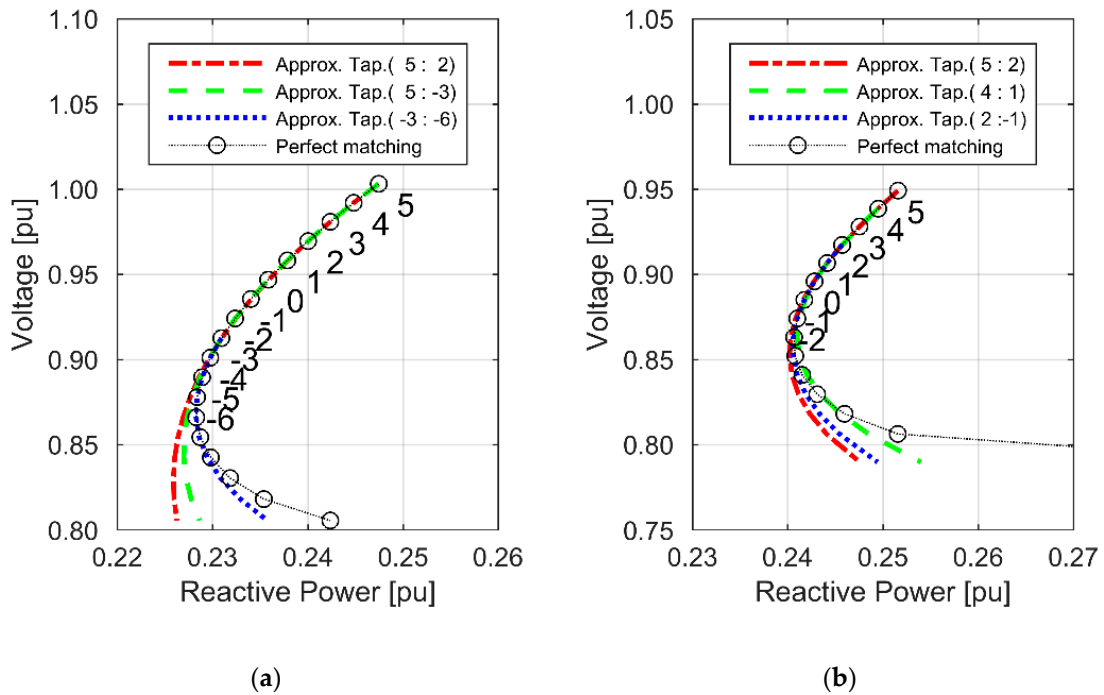 1.10
1.05
1.00
0.95
0.90
0.85
0.80
Voltage [pu]
Approx. Tap.( 5 : 2)
Approx. Tap.( 5 : -3)
Approx. Tap.(-3 : -6)
Perfect matching
5
4
3
2
1
0
-1
-2
-3
-4
-5
-6
0.22 0.23 0.24 0.25 0.26
Reactive Power [pu]
(a)
1.05
1.00
0.95
0.90
0.85
0.80
0.75
Voltage [pu]
Approx. Tap.( 5 : 2)
Approx. Tap.( 4 : 1)
Approx. Tap.( 2 :-1)
Perfect matching
5
4
3
2
1
0
-1
-2
0.23 0.24 0.25 0.26 0.27
Reactive Power [pu]
(b)